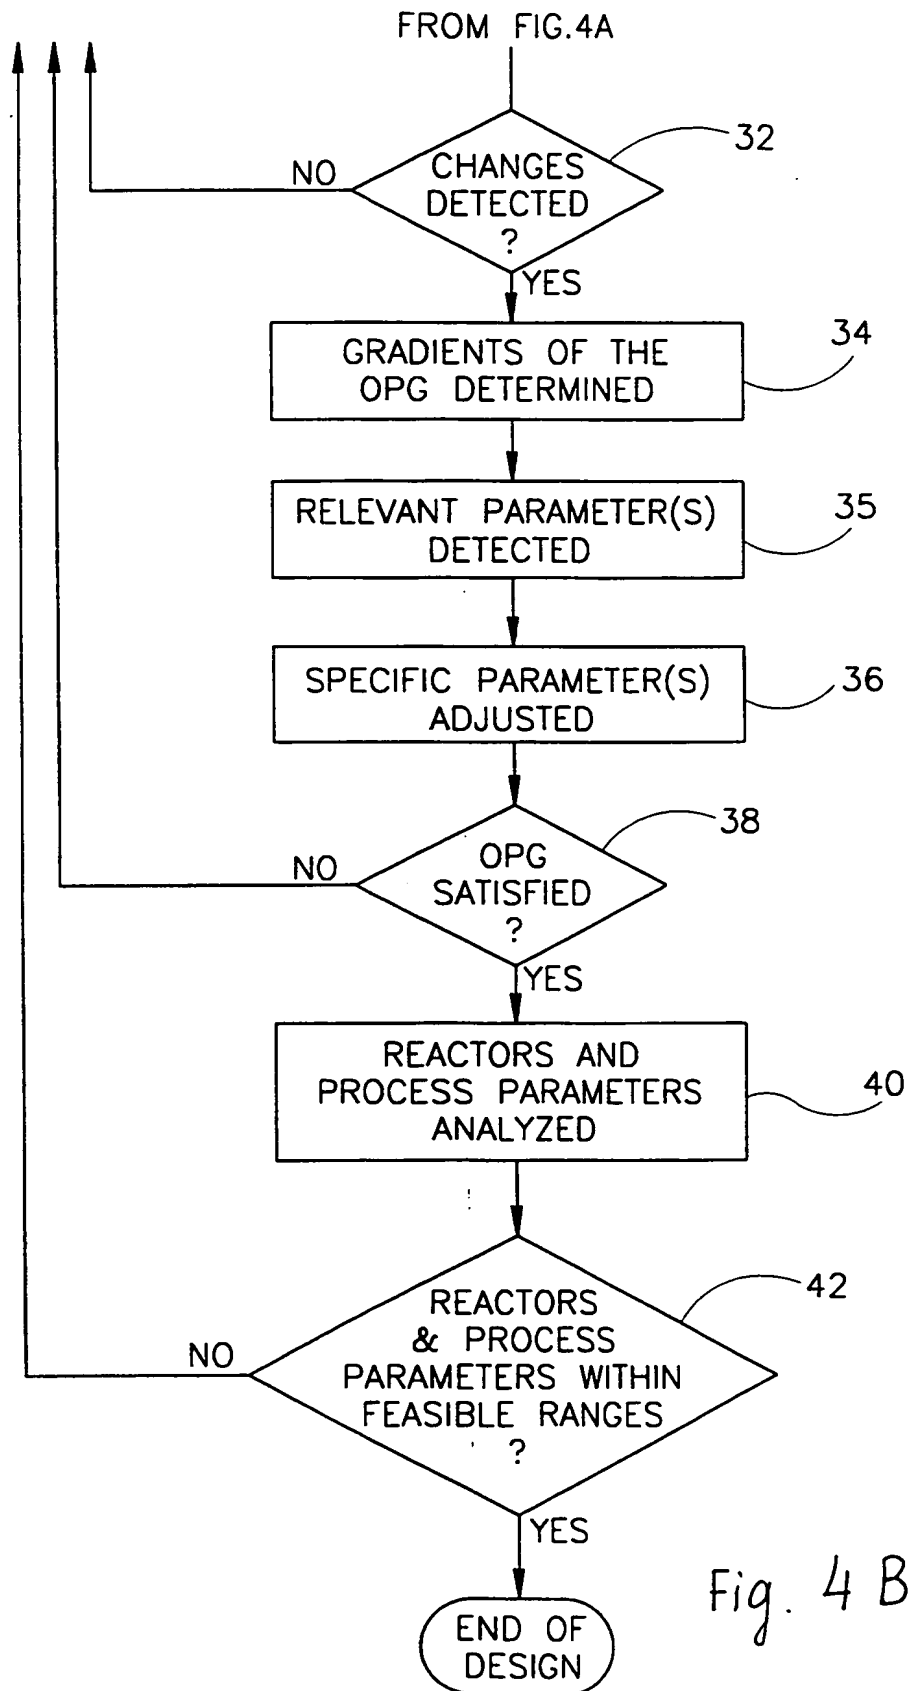 FROM FIG.4A
32
CHANGES
DETECTED
?
NO
YES
34
GRADIENTS OF THE
OPG DETERMINED
35
RELEVANT PARAMETER(S)
DETECTED
36
SPECIFIC PARAMETER(S)
ADJUSTED
38
OPG
SATISFIED
?
NO
YES
40
REACTORS AND
PROCESS PARAMETERS
ANALYZED
42
REACTORS
& PROCESS
PARAMETERS WITHIN
FEASIBLE RANGES
?
NO
YES
END OF
DESIGN
Fig. 4 B